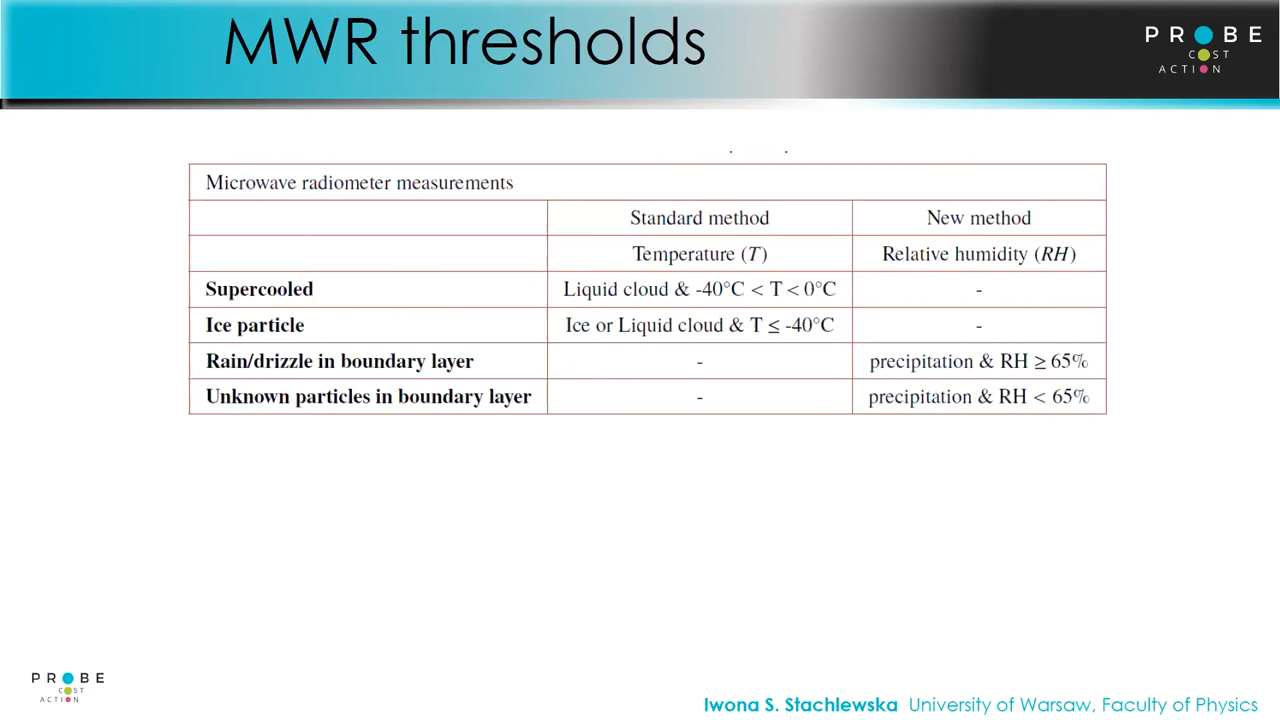 MWR thresholds
PROBE
COST
ACTION
Microwave radiometer measurements
Standard method New method
Temperature (T) Relative humidity (RH)
Supercooled Liquid cloud & -40°C < T < 0°C -
Ice particle Ice or Liquid cloud & T ≤ -40°C -
Rain/drizzle in boundary layer - precipitation & RH ≥ 65%
Unknown particles in boundary layer - precipitation & RH < 65%
PROBE
COST
ACTION
Iwona S. Stachlewska University of Warsaw, Faculty of Physics